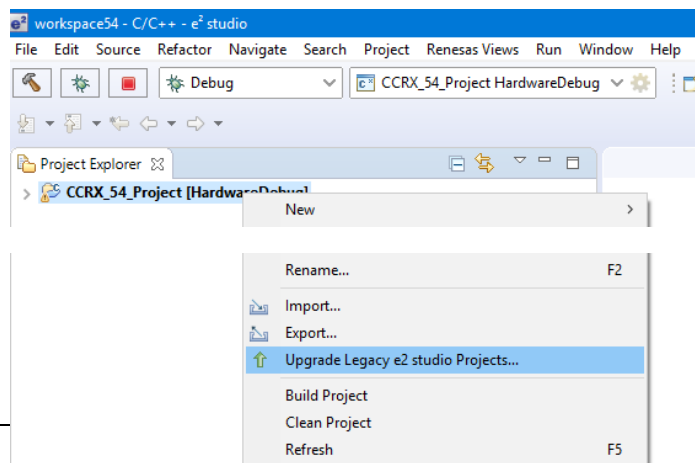 e² workspace54 - C/C++ - e² studio
File Edit Source Refactor Navigate Search Project Renesas Views Run Window Help
Debug CCRX_54_Project HardwareDebug
Project Explorer
CCRX_54_Project [HardwareDebug]
New
Rename... F2
Import...
Export...
Upgrade Legacy e2 studio Projects...
Build Project
Clean Project
Refresh F5